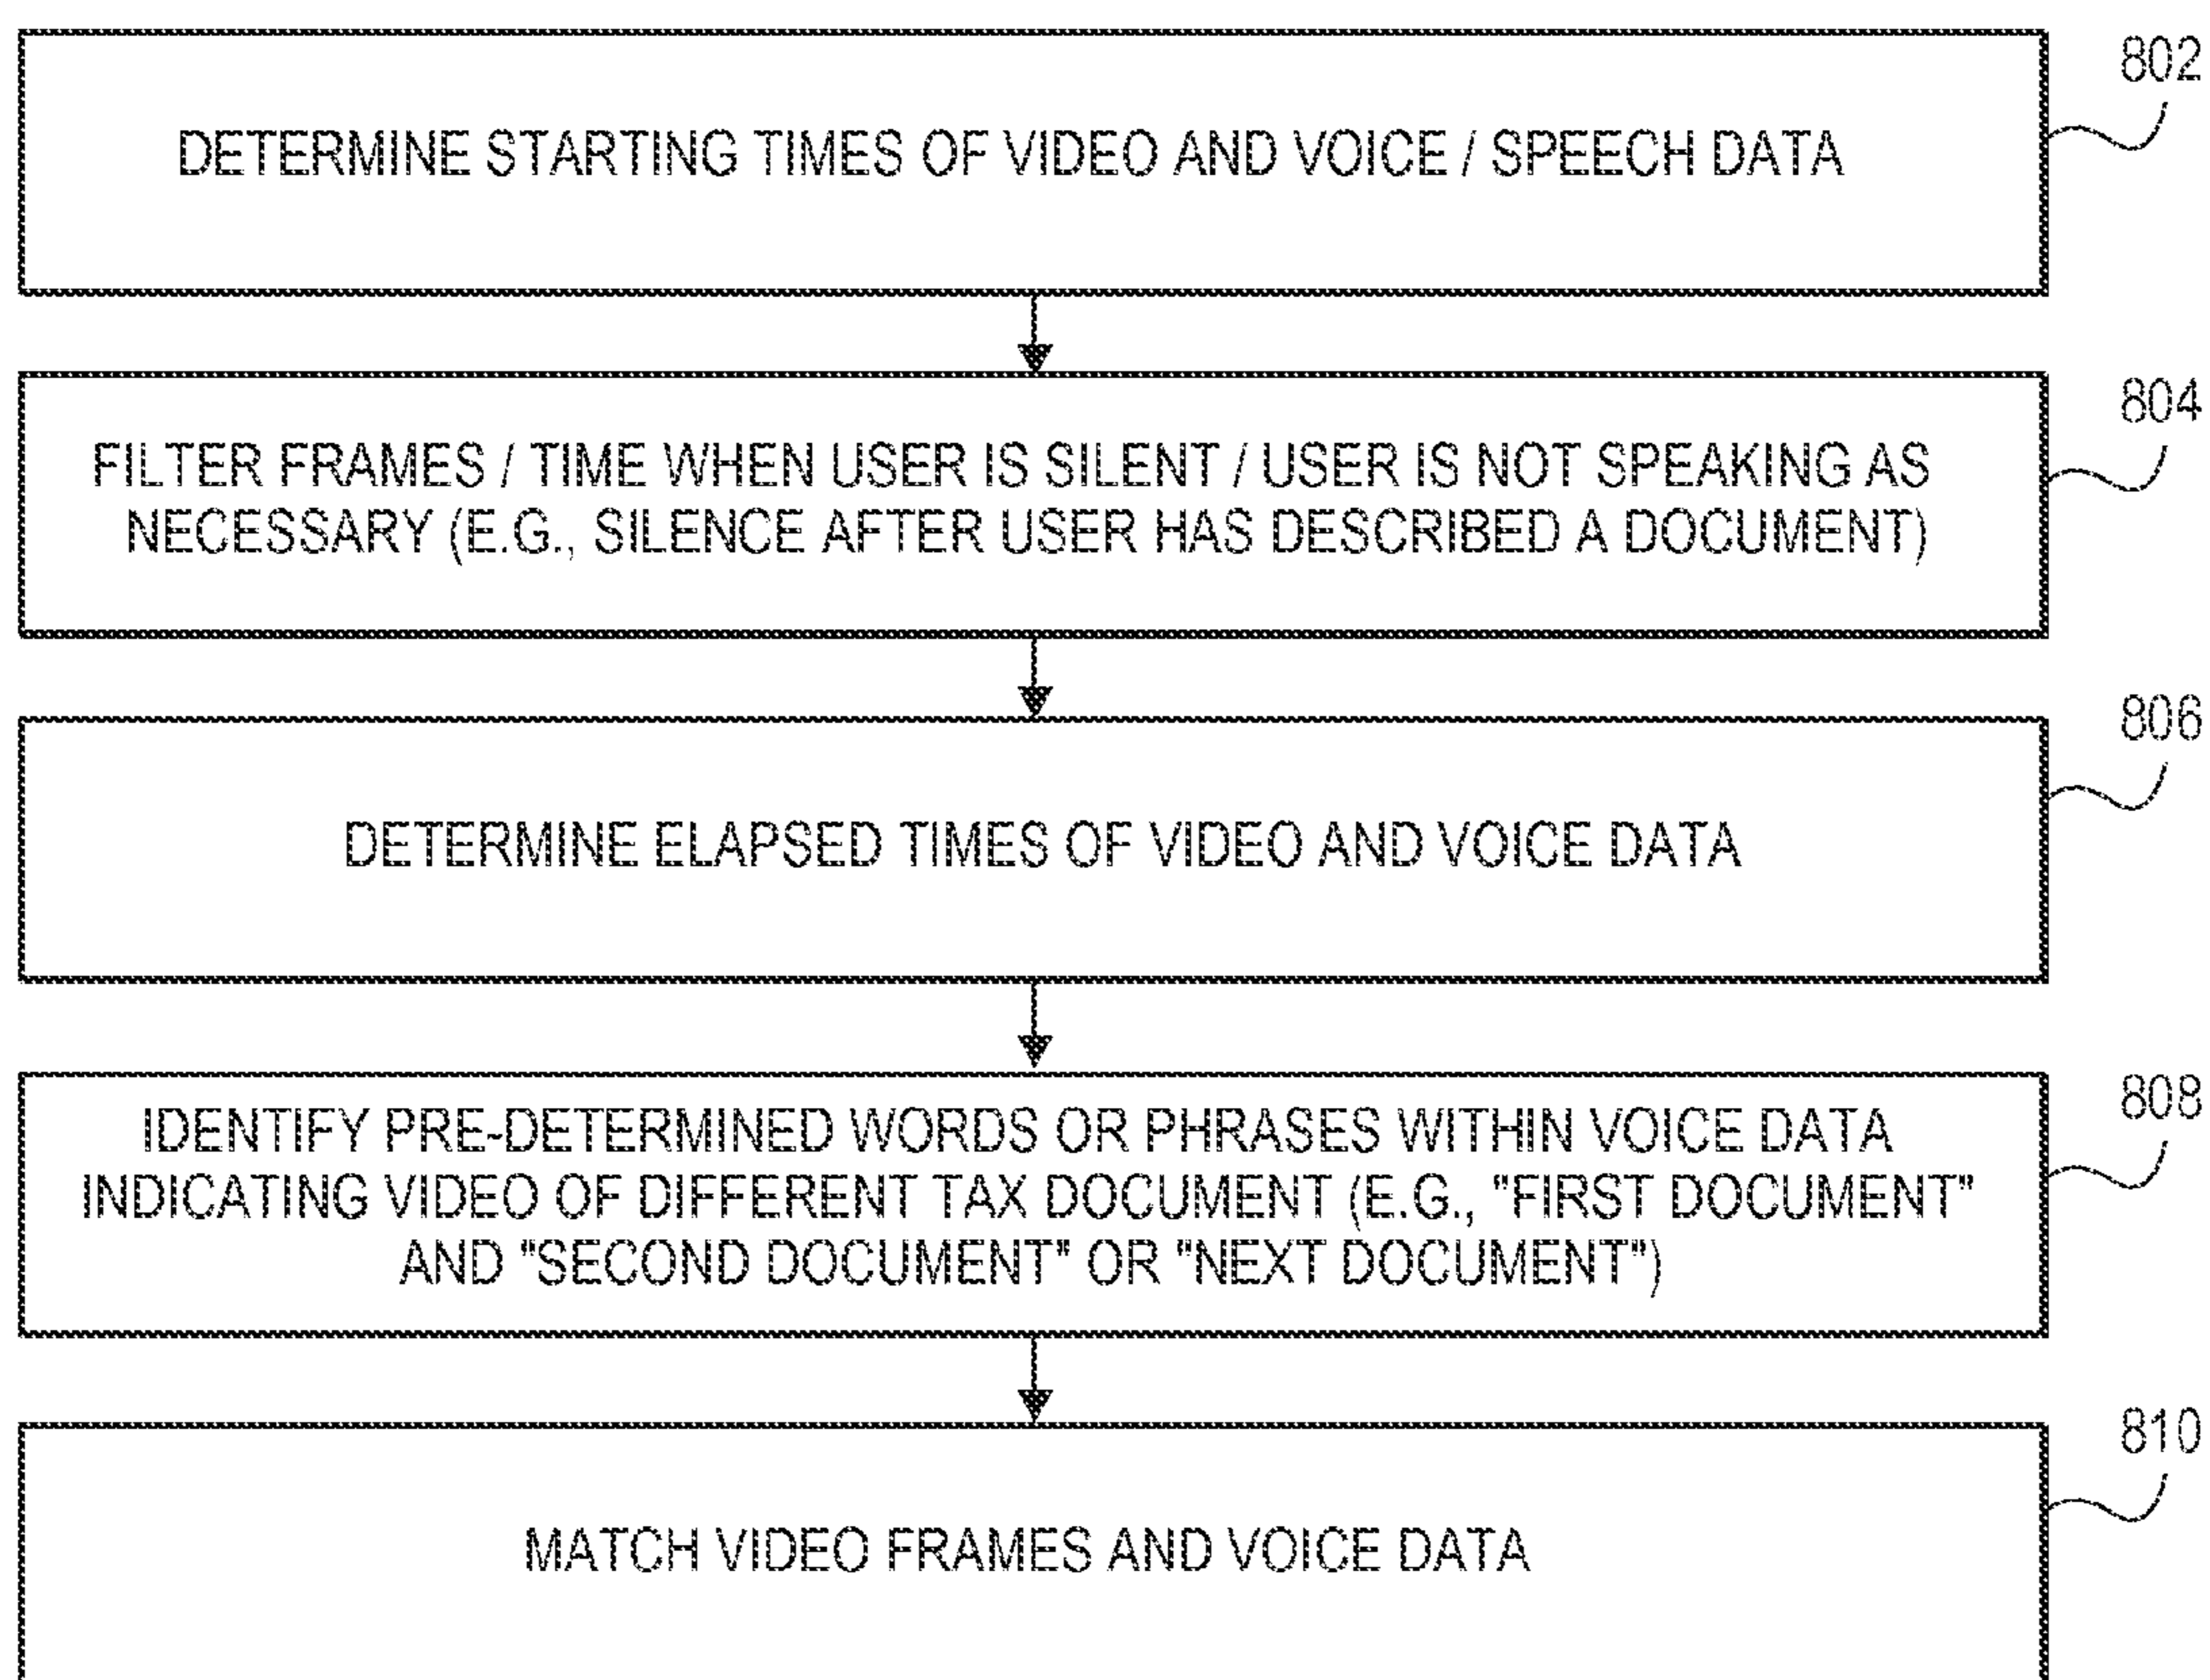 802
DETERMINE STARTING TIMES OF VIDEO AND VOICE / SPEECH DATA
804
FILTER FRAMES / TIME WHEN USER IS SILENT / USER IS NOT SPEAKING AS
NECESSARY (E.G., SILENCE AFTER USER HAS DESCRIBED A DOCUMENT)
806
DETERMINE ELAPSED TIMES OF VIDEO AND VOICE DATA
808
IDENTIFY PRE-DETERMINED WORDS OR PHRASES WITHIN VOICE DATA
INDICATING VIDEO OF DIFFERENT TAX DOCUMENT (E.G., "FIRST DOCUMENT"
AND "SECOND DOCUMENT" OR "NEXT DOCUMENT")
810
MATCH VIDEO FRAMES AND VOICE DATA